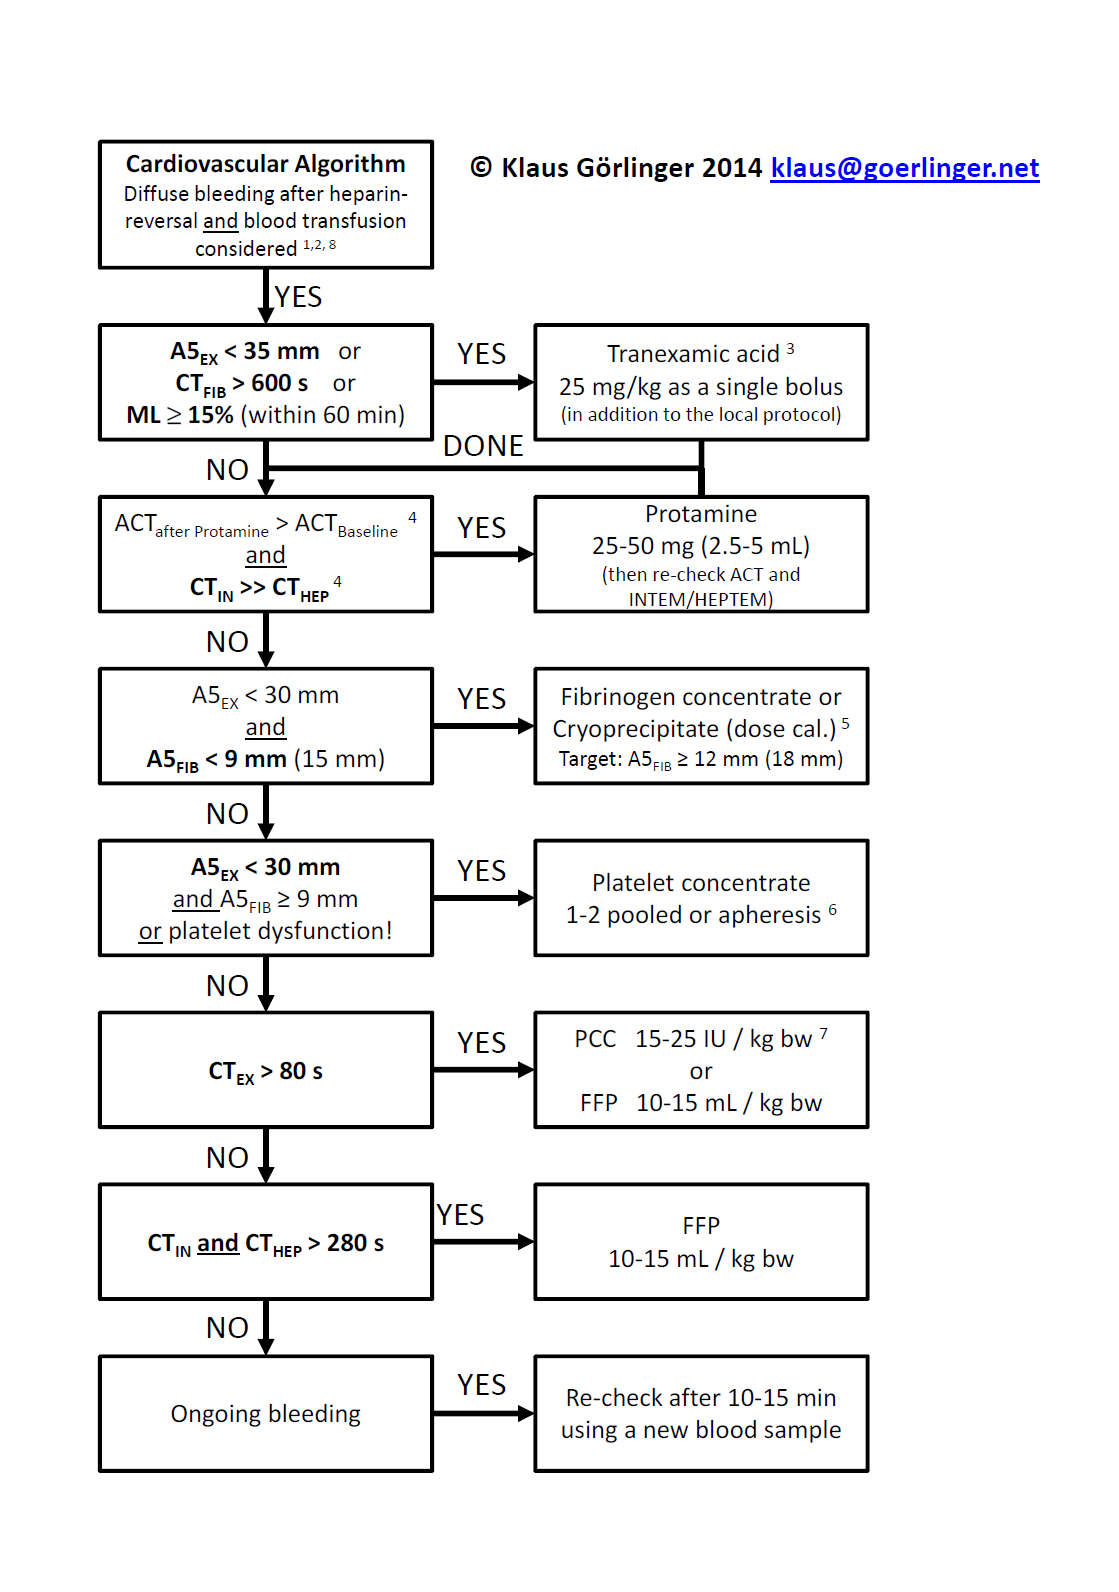 Cardiovascular Algorithm
Diffuse bleeding after heparin-
reversal and blood transfusion
considered 1,2, 8
© Klaus Görlinger 2014 klaus@goerlinger.net
YES
A5EX < 35 mm or
CTFIB > 600 s or
ML ≥ 15% (within 60 min)
YES
Tranexamic acid 3
25 mg/kg as a single bolus
(in addition to the local protocol)
DONE
NO
ACTafter Protamine > ACTBaseline 4
and
CTIN >> CTHEP 4
YES
Protamine
25-50 mg (2.5-5 mL)
(then re-check ACT and
INTEM/HEPTEM)
NO
A5EX < 30 mm
and
A5FIB < 9 mm (15 mm)
YES
Fibrinogen concentrate or
Cryoprecipitate (dose cal.) 5
Target: A5FIB ≥ 12 mm (18 mm)
NO
A5EX < 30 mm
and A5FIB ≥ 9 mm
or platelet dysfunction!
YES
Platelet concentrate
1-2 pooled or apheresis 6
NO
CTEX > 80 s
YES
PCC 15-25 IU / kg bw 7
or
FFP 10-15 mL / kg bw
NO
CTIN and CTHEP > 280 s
YES
FFP
10-15 mL / kg bw
NO
Ongoing bleeding
YES
Re-check after 10-15 min
using a new blood sample